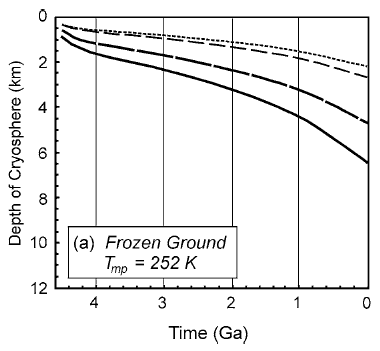 0
2
4
6
8
10
12
Depth of Cryosphere (km)
(a) Frozen Ground
Tmp = 252 K
4 3 2 1 0
Time (Ga)